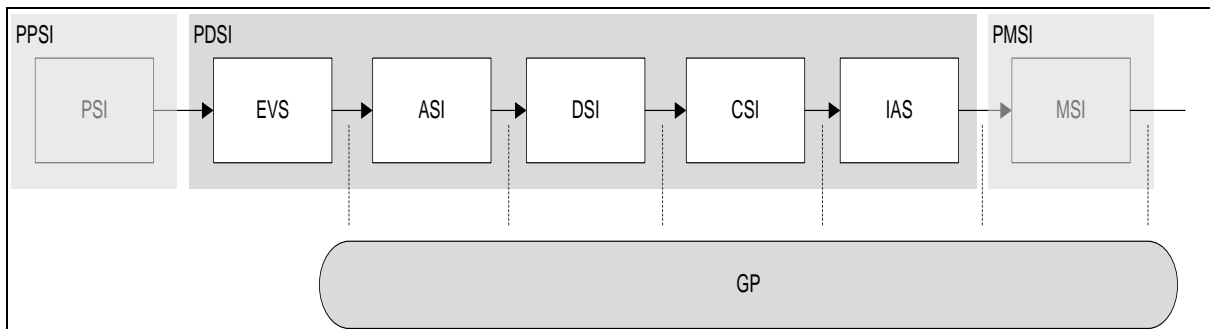 PPSI
PDSI
PMSI
PSI
EVS
ASI
DSI
CSI
IAS
MSI
GP